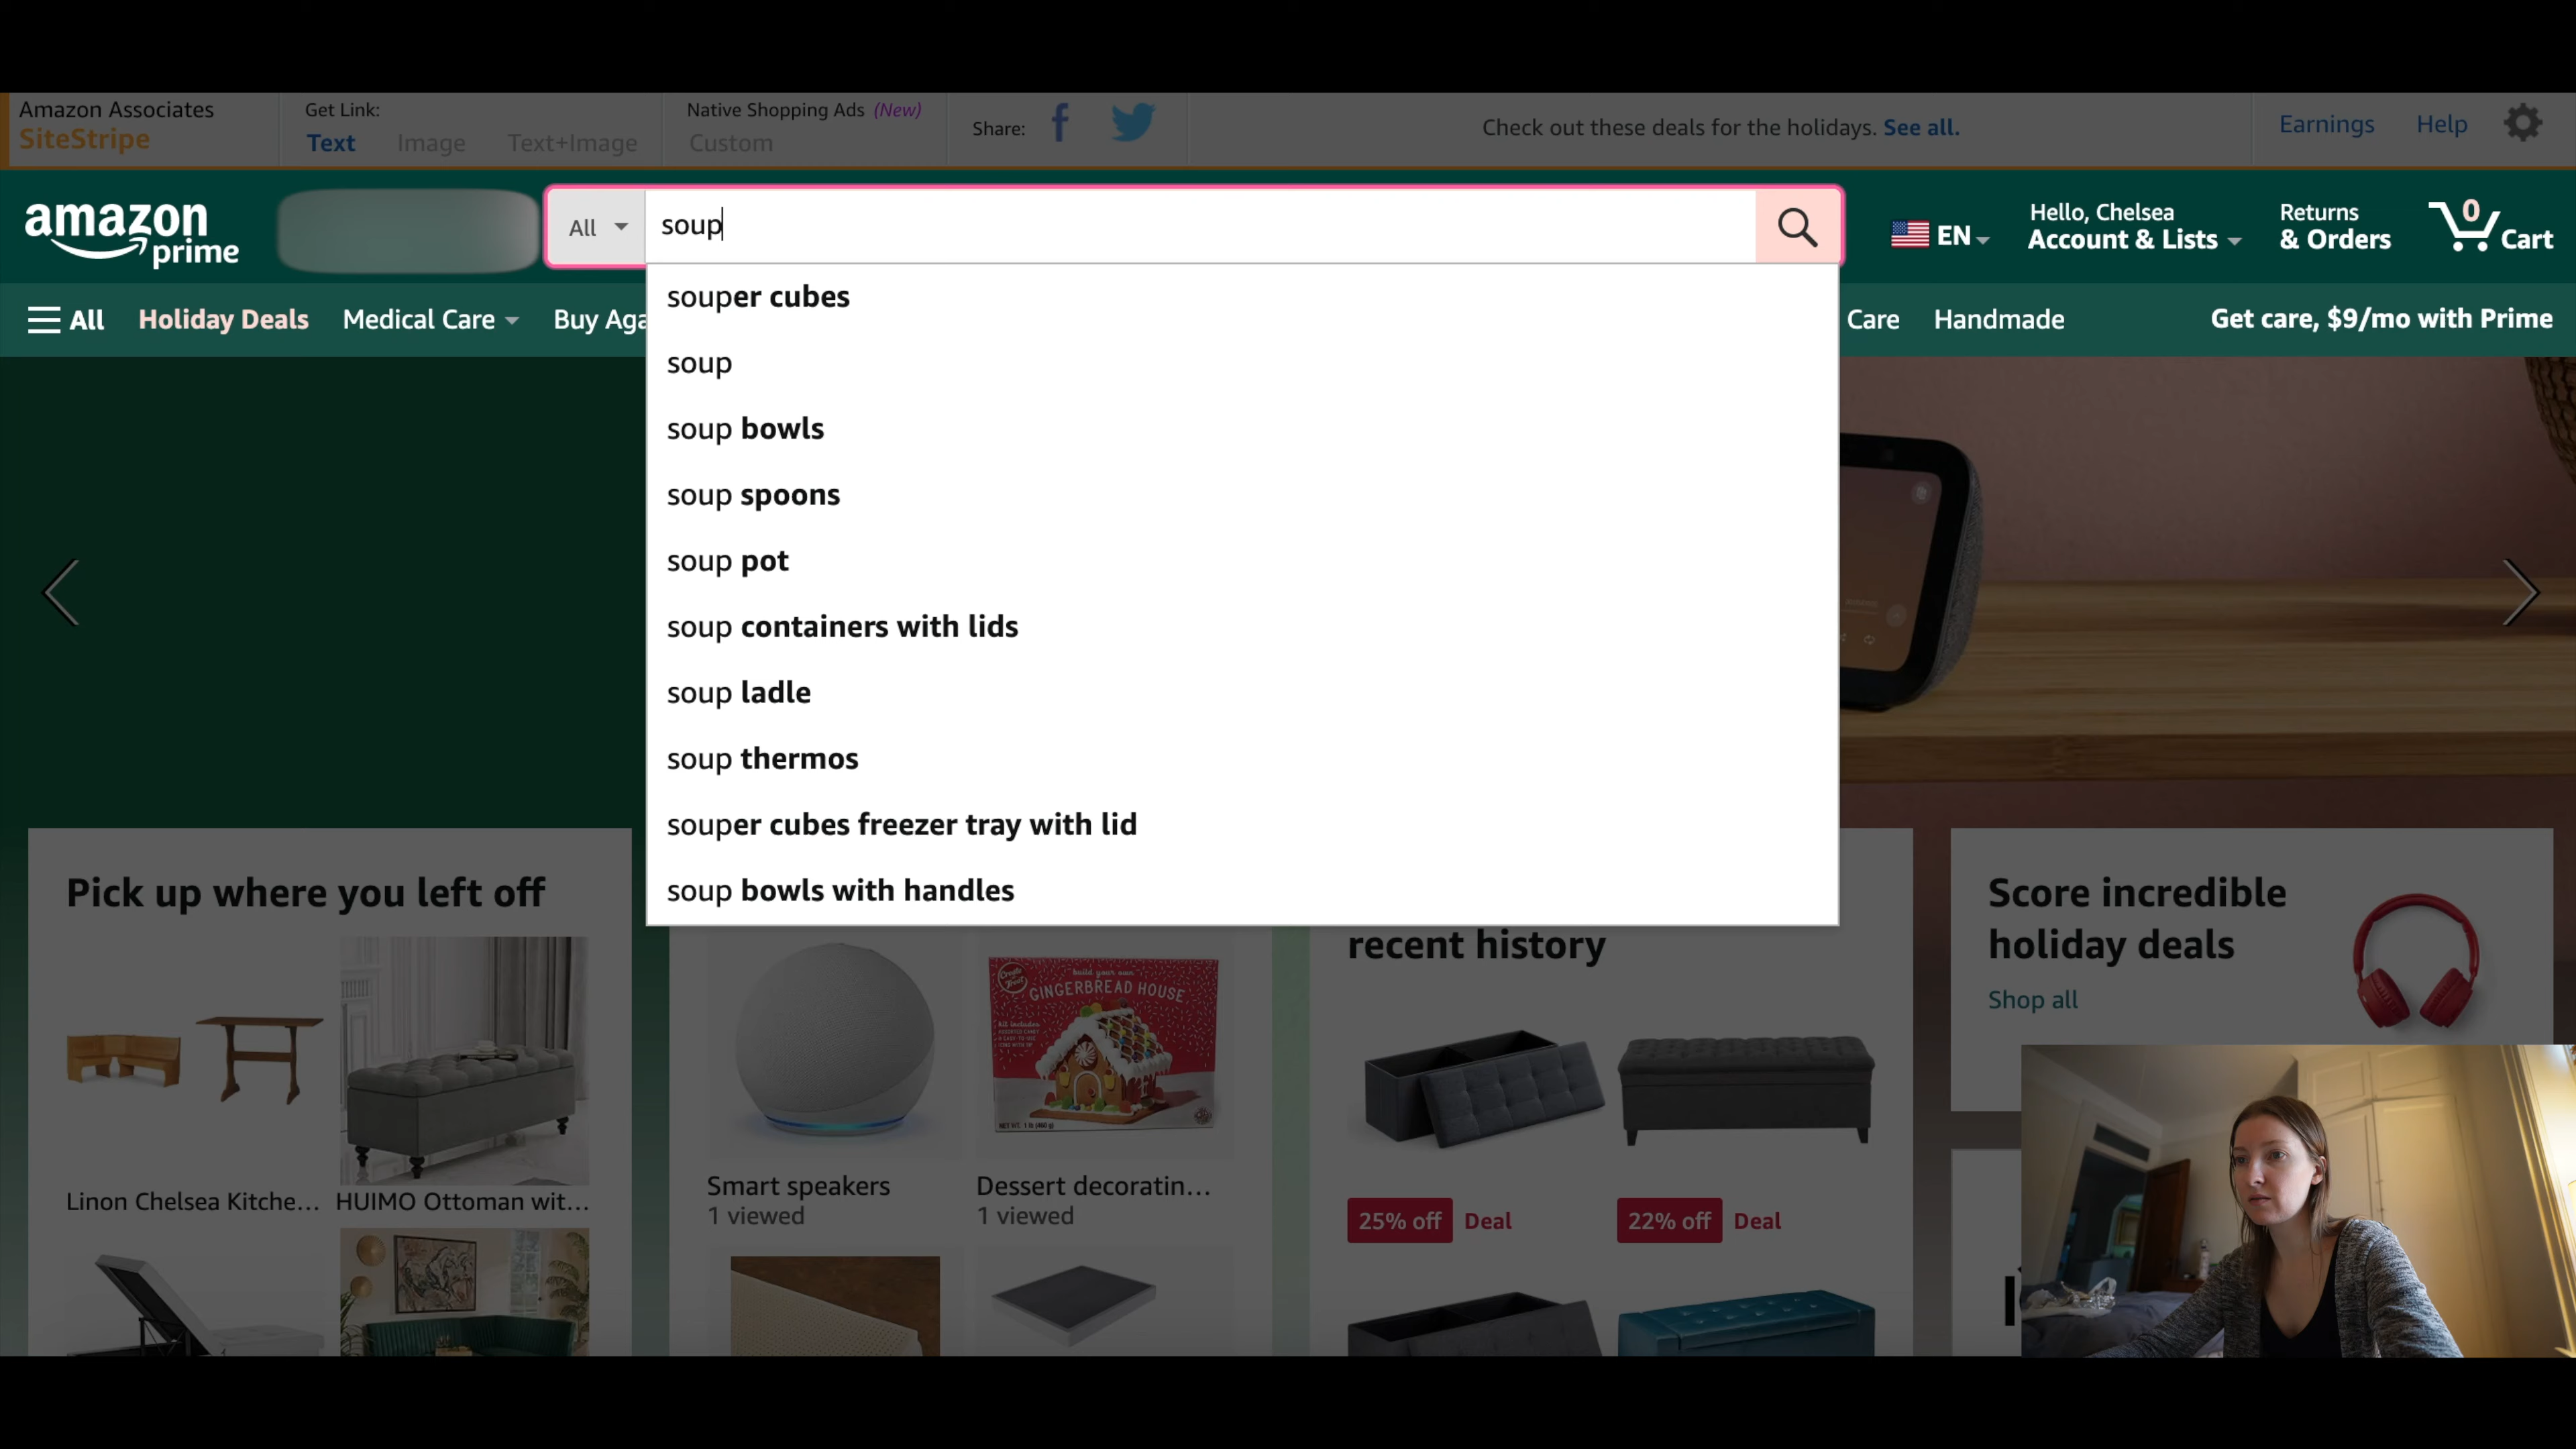 Amazon Associates
SiteStripe
Get Link:
Text Image Text+Image
Native Shopping Ads (New)
Custom
Share:
Check out these deals for the holidays. See all.
Earnings Help
amazon
prime
All
soup
EN
Hello, Chelsea
Account & Lists
Returns
& Orders
0
Cart
All Holiday Deals Medical Care Buy Aga
Care Handmade
Get care, $9/mo with Prime
souper cubes
soup
soup bowls
soup spoons
soup pot
soup containers with lids
soup ladle
soup thermos
souper cubes freezer tray with lid
soup bowls with handles
Pick up where you left off
Linon Chelsea Kitche...
HUIMO Ottoman wit...
build your own
GINGERBREAD HOUSE
Smart speakers
1 viewed
Dessert decoratin...
1 viewed
recent history
25% off Deal
22% off Deal
Score incredible
holiday deals
Shop all